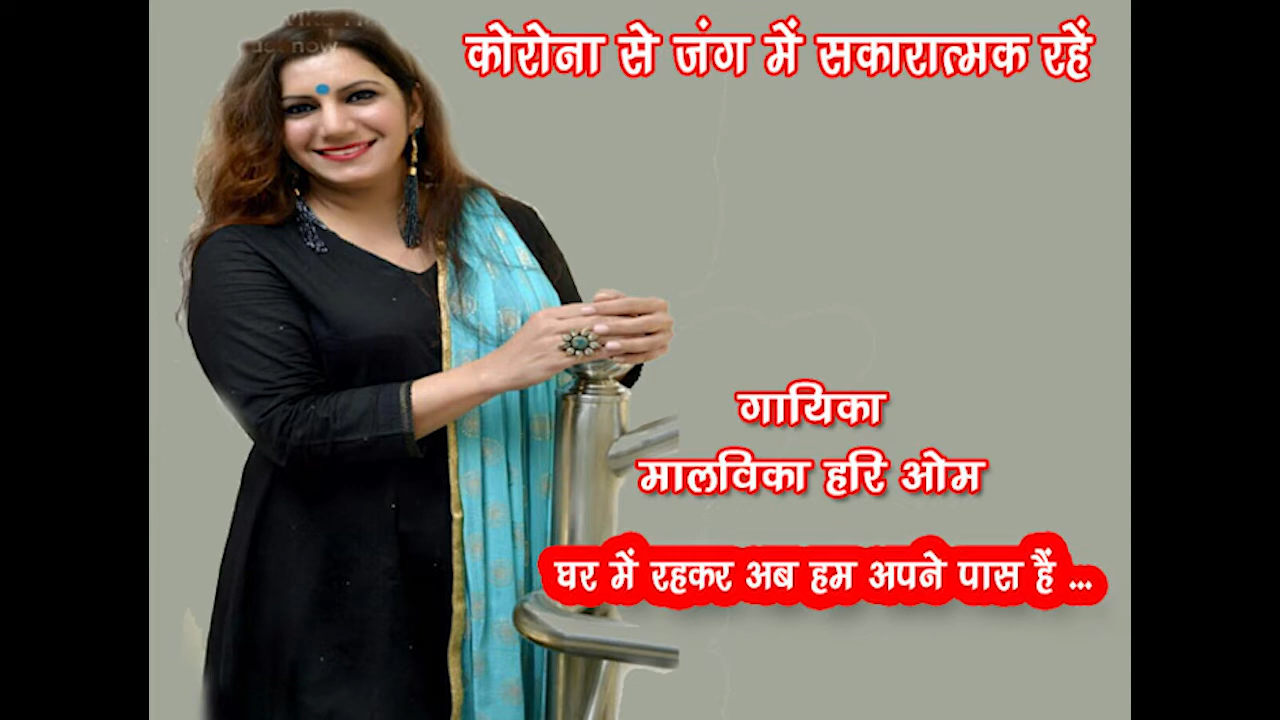 कोरोना से जंग में सकारात्मक रहें
गायिका
मालविका हरि ओम
घर में रहकर अब हम अपने पास हैं ...